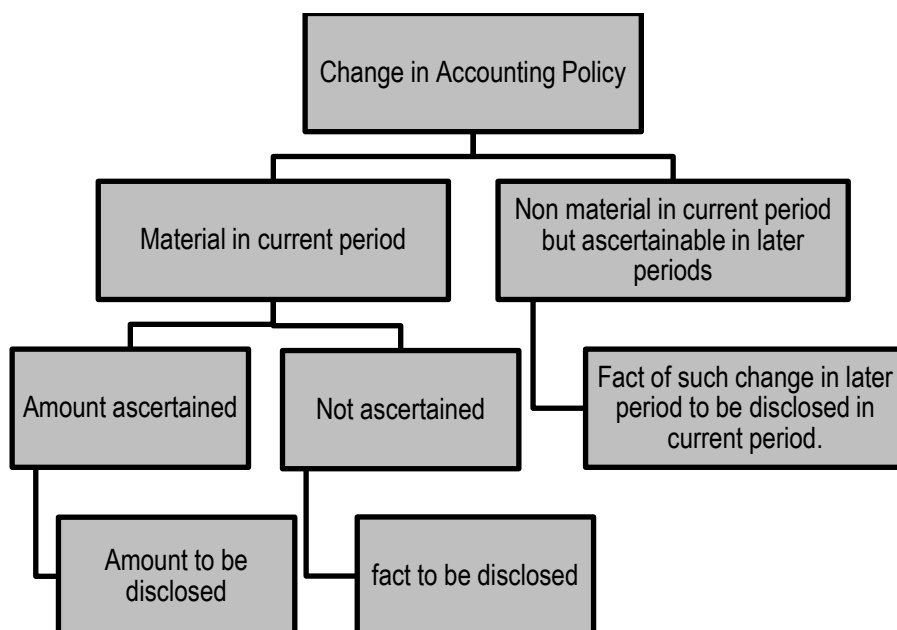 Change in Accounting Policy
Material in current period
Non material in current period
but ascertainable in later
periods
Amount ascertained
Not ascertained
Fact of such change in later
period to be disclosed in
current period.
Amount to be
disclosed
fact to be disclosed